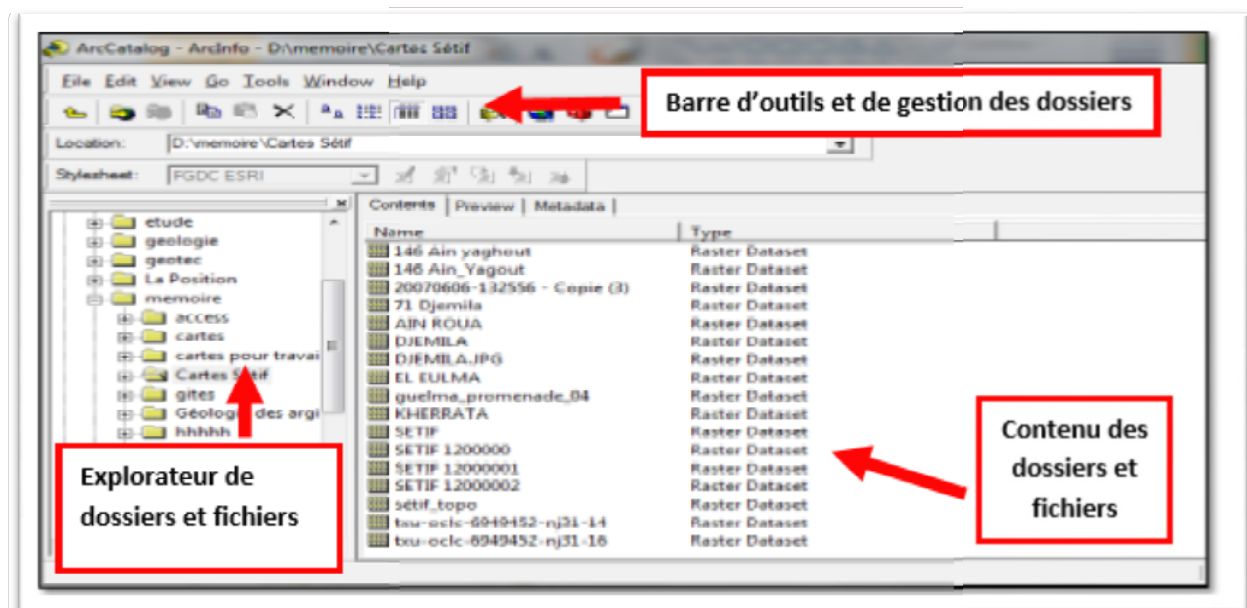 ArcCatalog - ArcInfo - D:\memoire\Cartes Sétif
File Edit View Go Tools Window Help
Barre d'outils et de gestion des dossiers
Location: D:\memoire\Cartes Sétif
Stylesheet: FGDC ESRI
Contents Preview Metadata
etude
geologie
geotec
La Position
memoire
access
cartes
cartes pour travai
Cartes Sétif
gites
Géologie des argi
hhhhh
Name Type
146 Ain yaghout Raster Dataset
146 Ain_Yagout Raster Dataset
20070606-132556 - Copie (3) Raster Dataset
71 Djemila Raster Dataset
AIN ROUA Raster Dataset
DJEMILA Raster Dataset
DJEMILA.JPG Raster Dataset
EL EULMA Raster Dataset
guelma_promenade_04 Raster Dataset
KHERRATA Raster Dataset
SETIF Raster Dataset
SETIF 1200000 Raster Dataset
SETIF 12000001 Raster Dataset
SETIF 12000002 Raster Dataset
sétif_topo Raster Dataset
txu-oclc-6949452-nj31-14 Raster Dataset
txu-oclc-6949452-nj31-16 Raster Dataset
Explorateur de
dossiers et fichiers
Contenu des
dossiers et
fichiers